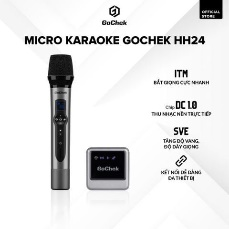 GoChek
OFFICIAL
STORE
MICRO KARAOKE GOCHEK HH24
ITM
BẮT GIỌNG CỰC NHANH
Chip DC 1.0
THU NHẠC NỀN TRỰC TIẾP
SVE
TĂNG ĐỘ VANG,
ĐỘ DÀY GIỌNG
KẾT NỐI DỄ DÀNG
ĐA THIẾT BỊ
GoChek